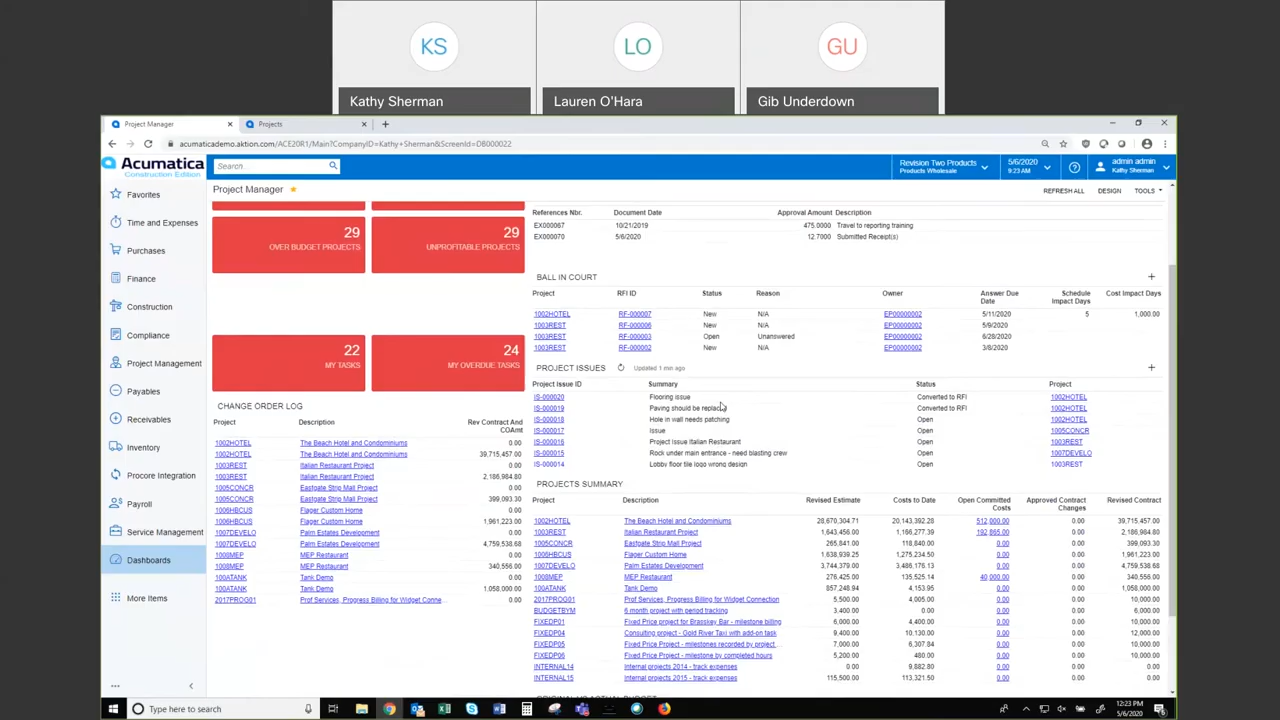 KS
LO
GU
Kathy Sherman
Lauren O'Hara
Gib Underdown
Project Manager
Projects
acumaticademo.aktion.com/ACE20R1/Main?CompanyID=Kathy+Sherman&ScreenId=DB000022
Acumatica
Construction Edition
Search...
Revision Two Products
Products Wholesale
5/6/2020
9:23 AM
admin admin
Kathy Sherman
Project Manager
REFRESH ALL
DESIGN
TOOLS
Favorites
Time and Expenses
Purchases
Finance
Construction
Compliance
Project Management
Payables
Receivables
Inventory
Procore Integration
Payroll
Service Management
Dashboards
More Items
29
OVER BUDGET PROJECTS
29
UNPROFITABLE PROJECTS
22
MY TASKS
24
MY OVERDUE TASKS
CHANGE ORDER LOG
Project Description Rev Contract And COAmt
1002HOTEL The Beach Hotel and Condominiums 0.00
1002HOTEL The Beach Hotel and Condominiums 39,715,457.00
1003REST Italian Restaurant Project 0.00
1003REST Italian Restaurant Project 2,186,984.80
1005CONCR Eastgate Strip Mall Project 0.00
1005CONCR Eastgate Strip Mall Project 399,093.30
1006HBCUS Flager Custom Home 0.00
1006HBCUS Flager Custom Home 1,961,223.00
1007DEVELO Palm Estates Development 0.00
1007DEVELO Palm Estates Development 4,759,538.68
1008MEP MEP Restaurant 0.00
1008MEP MEP Restaurant 340,556.00
100ATANK Tank Demo 0.00
100ATANK Tank Demo 1,058,000.00
2017PROG01 Prof Services, Progress Billing for Widget Conne... 0.00
References Nbr. Document Date Approval Amount Description
EX000067 10/21/2019 475.0000 Travel to reporting training
EX000070 5/6/2020 12.7000 Submitted Receipt(s)
BALL IN COURT
Project RFI ID Status Reason Owner Answer Due Date Schedule Impact Days Cost Impact Days
1002HOTEL RF-000007 New N/A EP00000002 5/11/2020 5 1,000.00
1003REST RF-000006 New N/A EP00000002 5/9/2020
1003REST RF-000003 Open Unanswered EP00000002 6/28/2020
1003REST RF-000002 New N/A EP00000002 3/8/2020
PROJECT ISSUES Updated 1 min ago
Project Issue ID Summary Status Project
IS-000020 Flooring issue Converted to RFI 1002HOTEL
IS-000019 Paving should be replaced Converted to RFI 1002HOTEL
IS-000018 Hole in wall needs patching Open 1002HOTEL
IS-000017 Issue Open 1005CONCR
IS-000016 Project Issue Italian Restaurant Open 1003REST
IS-000015 Rock under main entrance - need blasting crew Open 1007DEVELO
IS-000014 Lobby floor tile logo wrong design Open 1003REST
PROJECTS SUMMARY
Project Description Revised Estimate Costs to Date Open Committed Costs Approved Contract Changes Revised Contract
1002HOTEL The Beach Hotel and Condominiums 28,670,304.71 20,143,392.28 512,000.00 0.00 39,715,457.00
1003REST Italian Restaurant Project 1,643,456.00 1,166,277.39 192,865.00 0.00 2,186,984.80
1005CONCR Eastgate Strip Mall Project 265,841.00 118,640.00 0.00 0.00 399,093.30
1006HBCUS Flager Custom Home 1,638,939.25 1,275,234.50 0.00 0.00 1,961,223.00
1007DEVELO Palm Estates Development 3,744,379.00 3,486,176.13 0.00 0.00 4,759,538.68
1008MEP MEP Restaurant 276,425.00 135,525.14 40,000.00 0.00 340,556.00
100ATANK Tank Demo 857,248.94 4,153.95 0.00 0.00 1,058,000.00
2017PROG01 Prof Services, Progress Billing for Widget Connection 5,500.00 4,005.00 0.00 0.00 10,000.00
BUDGETBYM 6 month project with period tracking 3,400.00 0.00 0.00 0.00 6,000.00
FIXEDP01 Fixed Price project for Brasskey Bar - milestone billing 6,000.00 4,400.00 0.00 0.00 10,000.00
FIXEDP04 Consulting project - Gold River Taxi with add-on task 9,400.00 10,130.00 0.00 0.00 12,000.00
FIXEDP05 Fixed Price Project - milestones recorded by project... 7,000.00 6,307.84 0.00 0.00 10,000.00
FIXEDP06 Fixed Price Project - milestone by completed hours 5,200.00 480.00 0.00 0.00 10,000.00
INTERNAL14 Internal projects 2014 - track expenses 0.00 9,682.80 0.00 0.00 0.00
INTERNAL15 Internal projects 2015 - track expenses 115,500.00 113,321.50 0.00 0.00 0.00
Type here to search
12:23 PM
5/6/2020